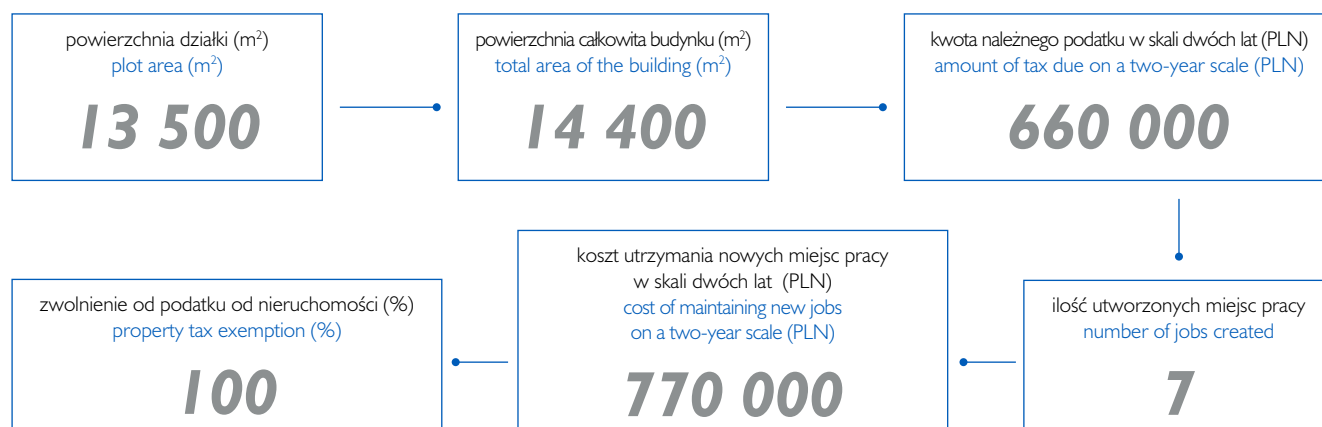 powierzchnia działki (m²)
plot area (m²)
13 500
powierzchnia całkowita budynku (m²)
total area of the building (m²)
14 400
kwota należnego podatku w skali dwóch lat (PLN)
amount of tax due on a two-year scale (PLN)
660 000
ilość utworzonych miejsc pracy
number of jobs created
7
koszt utrzymania nowych miejsc pracy
w skali dwóch lat (PLN)
cost of maintaining new jobs
on a two-year scale (PLN)
770 000
zwolnienie od podatku od nieruchomości (%)
property tax exemption (%)
100